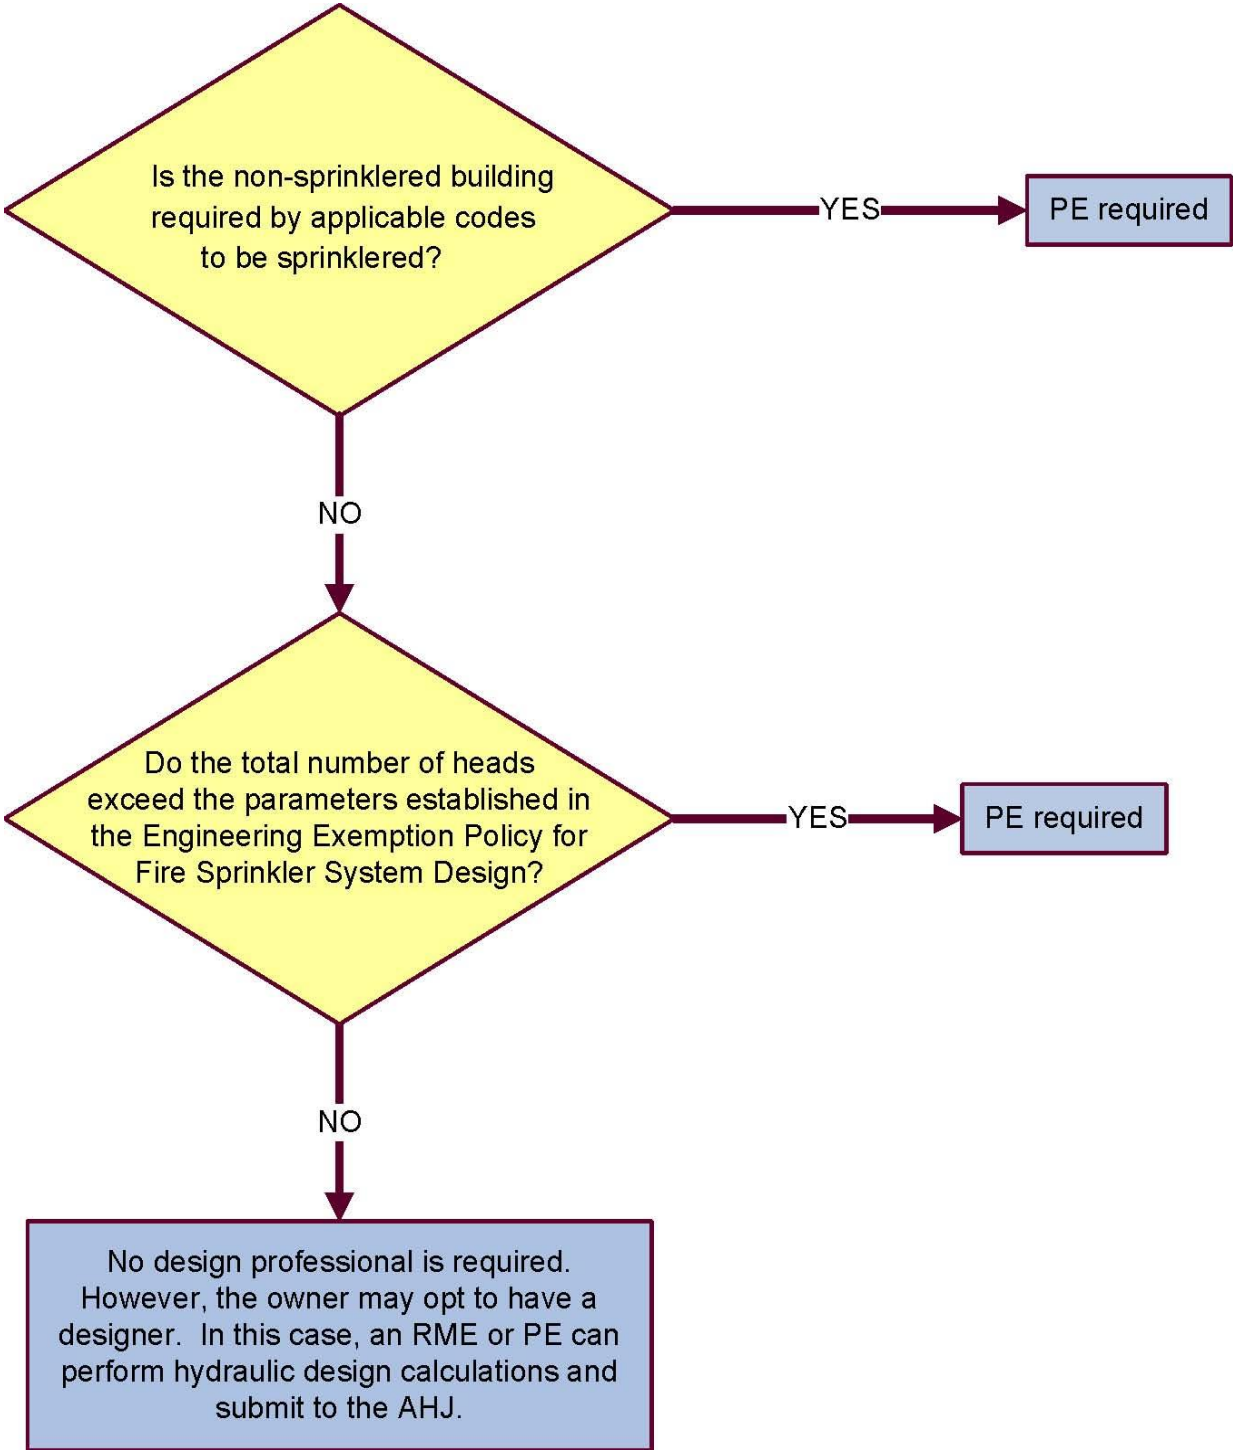 Is the non-sprinklered building
required by applicable codes
to be sprinklered?
YES
PE required
NO
Do the total number of heads
exceed the parameters established in
the Engineering Exemption Policy for
Fire Sprinkler System Design?
YES
PE required
NO
No design professional is required.
However, the owner may opt to have a
designer.  In this case, an RME or PE can
perform hydraulic design calculations and
submit to the AHJ.